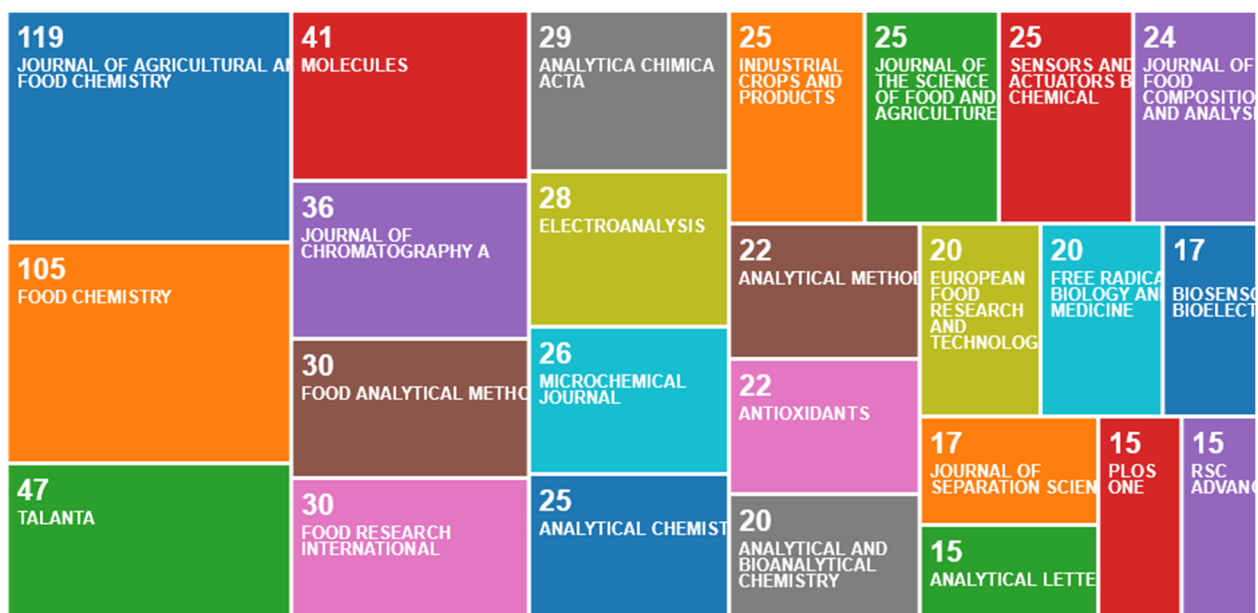 119
JOURNAL OF AGRICULTURAL A
FOOD CHEMISTRY
105
FOOD CHEMISTRY
47
TALANTA
41
MOLECULES
36
JOURNAL OF
CHROMATOGRAPHY A
30
FOOD ANALYTICAL METHO
30
FOOD RESEARCH
INTERNATIONAL
29
ANALYTICA CHIMICA
ACTA
28
ELECTROANALYSIS
26
MICROCHEMICAL
JOURNAL
25
ANALYTICAL CHEMIST
25
INDUSTRIAL
CROPS AND
PRODUCTS
25
JOURNAL OF
THE SCIENCE
OF FOOD AND
AGRICULTURE
25
SENSORS AND
ACTUATORS B
CHEMICAL
24
JOURNAL OF
FOOD
COMPOSITIO
AND ANALYS
22
ANALYTICAL METHOD
22
ANTIOXIDANTS
20
ANALYTICAL AND
BIOANALYTICAL
CHEMISTRY
20
EUROPEAN
FOOD
RESEARCH
AND
TECHNOLOG
20
FREE RADICA
BIOLOGY AN
MEDICINE
17
BIOSENSO
BIOELECT
17
JOURNAL OF
SEPARATION SCIEN
15
ANALYTICAL LETTE
15
PLOS
ONE
15
RSC
ADVANC